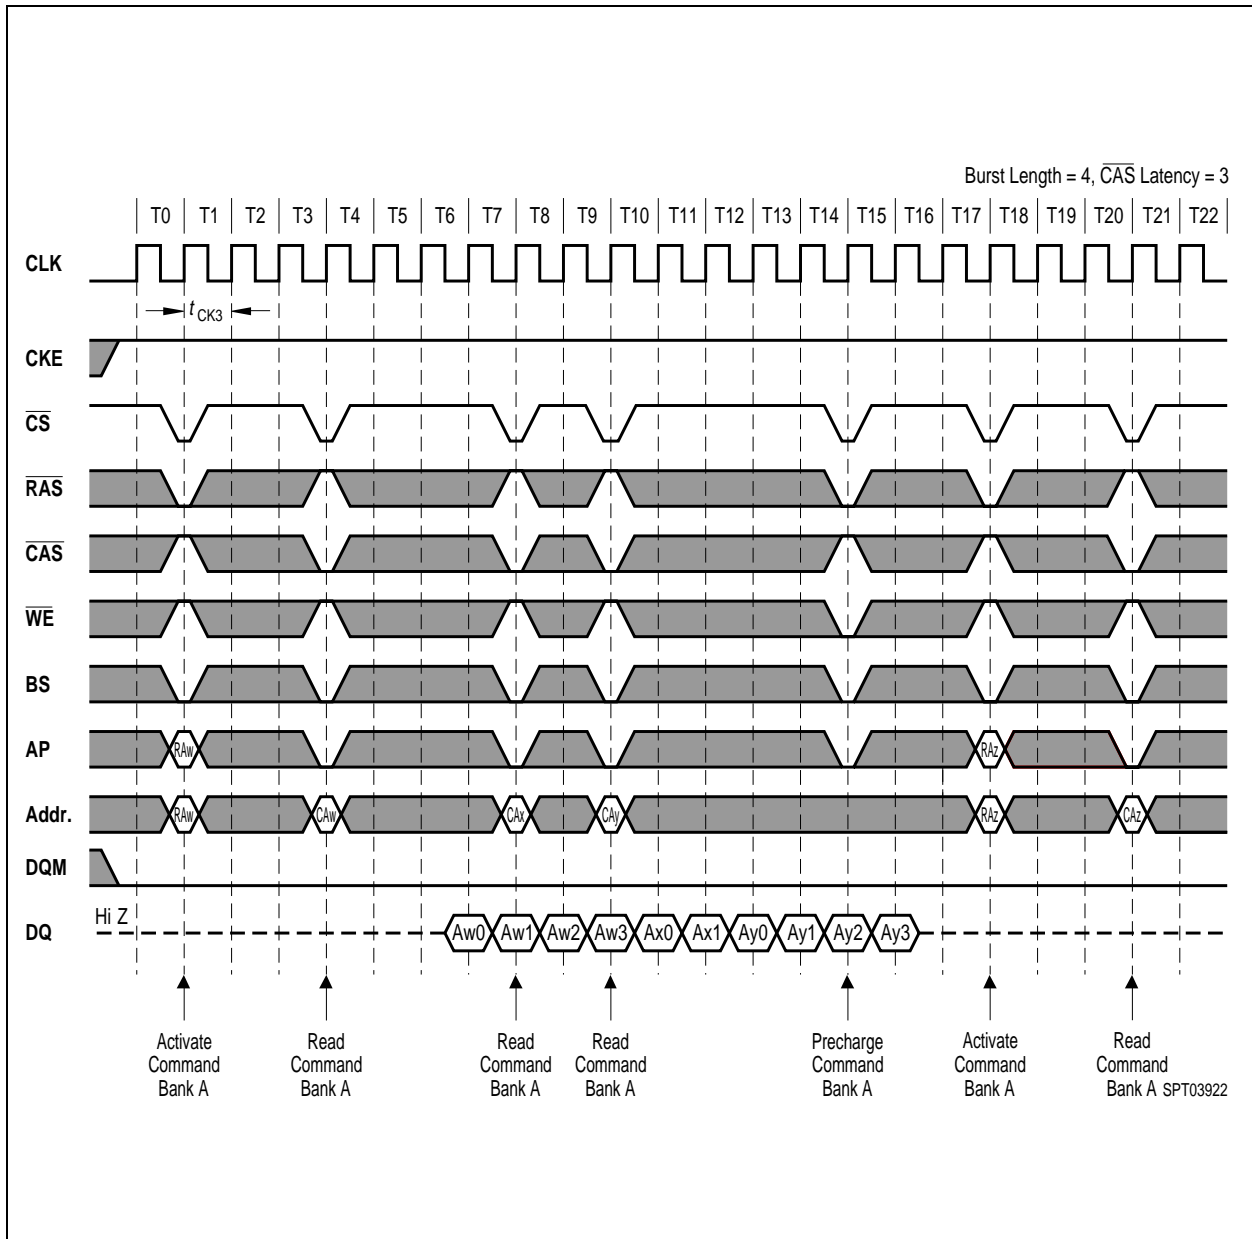 Burst Length = 4, CAS Latency = 3
T0 T1 T2 T3 T4 T5 T6 T7 T8 T9 T10 T11 T12 T13 T14 T15 T16 T17 T18 T19 T20 T21 T22
CLK
t CK3
CKE
CS
RAS
CAS
WE
BS
AP RAw RAz
Addr. RAw CAw CAx CAy RAz CAz
DQM
Hi Z
DQ Aw0 Aw1 Aw2 Aw3 Ax0 Ax1 Ay0 Ay1 Ay2 Ay3
Activate Read Read Read Precharge Activate Read
Command Command Command Command Command Command Command
Bank A Bank A Bank A Bank A Bank A Bank A Bank A SPT03922